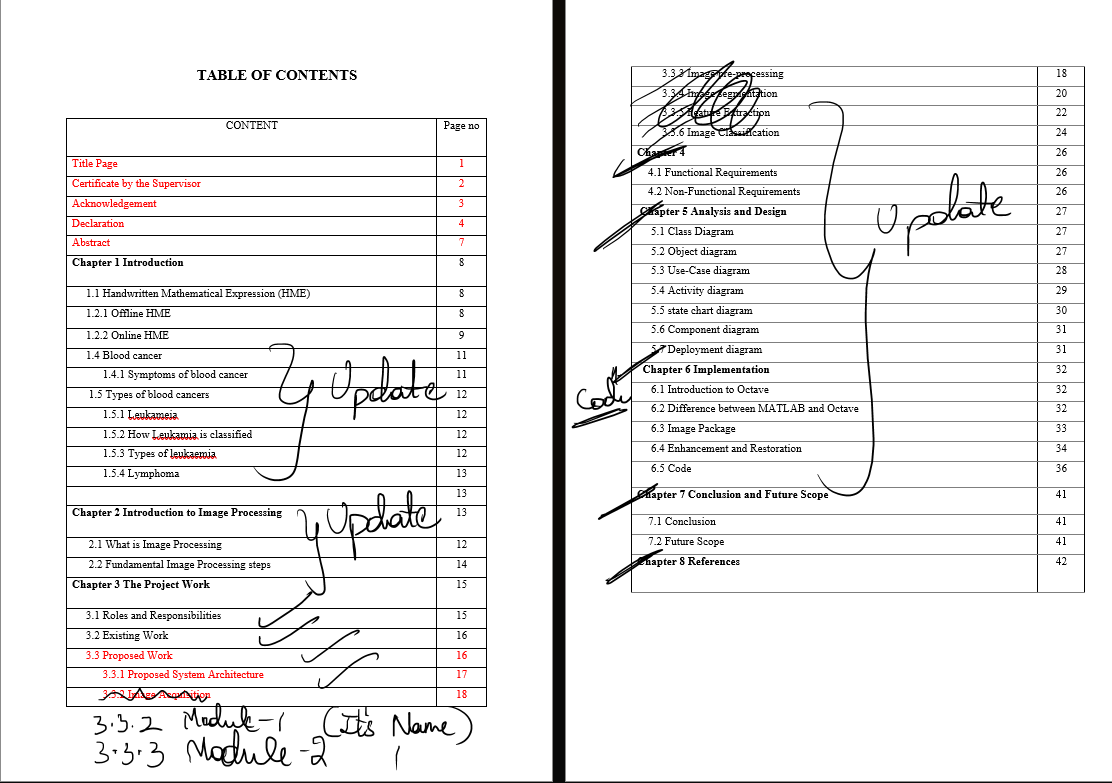 TABLE OF CONTENTS
CONTENT Page no
Title Page 1
Certificate by the Supervisor 2
Acknowledgement 3
Declaration 4
Abstract 7
Chapter 1 Introduction 8
1.1 Handwritten Mathematical Expression (HME) 8
1.2.1 Offline HME 8
1.2.2 Online HME 9
1.4 Blood cancer 11
1.4.1 Symptoms of blood cancer 11
Update
1.5 Types of blood cancers 12
1.5.1 Leukameia 12
1.5.2 How Leukamia is classified 12
1.5.3 Types of leukaemia 12
1.5.4 Lymphoma 13
13
Chapter 2 Introduction to Image Processing 13
Update
2.1 What is Image Processing 12
2.2 Fundamental Image Processing steps 14
Chapter 3 The Project Work 15
3.1 Roles and Responsibilities 15
3.2 Existing Work 16
3.3 Proposed Work 16
3.3.1 Proposed System Architecture 17
3.3.2 Image Acquisition 18
3.3.2 Module-1 (It's Name)
3.3.3 Module-2
3.3.3 Image pre-processing 18
3.3.4 Image segmentation 20
3.3.5 Feature Extraction 22
3.3.6 Image Classification 24
Chapter 4 26
4.1 Functional Requirements 26
4.2 Non-Functional Requirements 26
Chapter 5 Analysis and Design 27
Update
5.1 Class Diagram 27
5.2 Object diagram 27
5.3 Use-Case diagram 28
5.4 Activity diagram 29
5.5 state chart diagram 30
5.6 Component diagram 31
5.7 Deployment diagram 31
Chapter 6 Implementation 32
Code
6.1 Introduction to Octave 32
6.2 Difference between MATLAB and Octave 32
6.3 Image Package 33
6.4 Enhancement and Restoration 34
6.5 Code 36
Chapter 7 Conclusion and Future Scope 41
7.1 Conclusion 41
7.2 Future Scope 41
Chapter 8 References 42